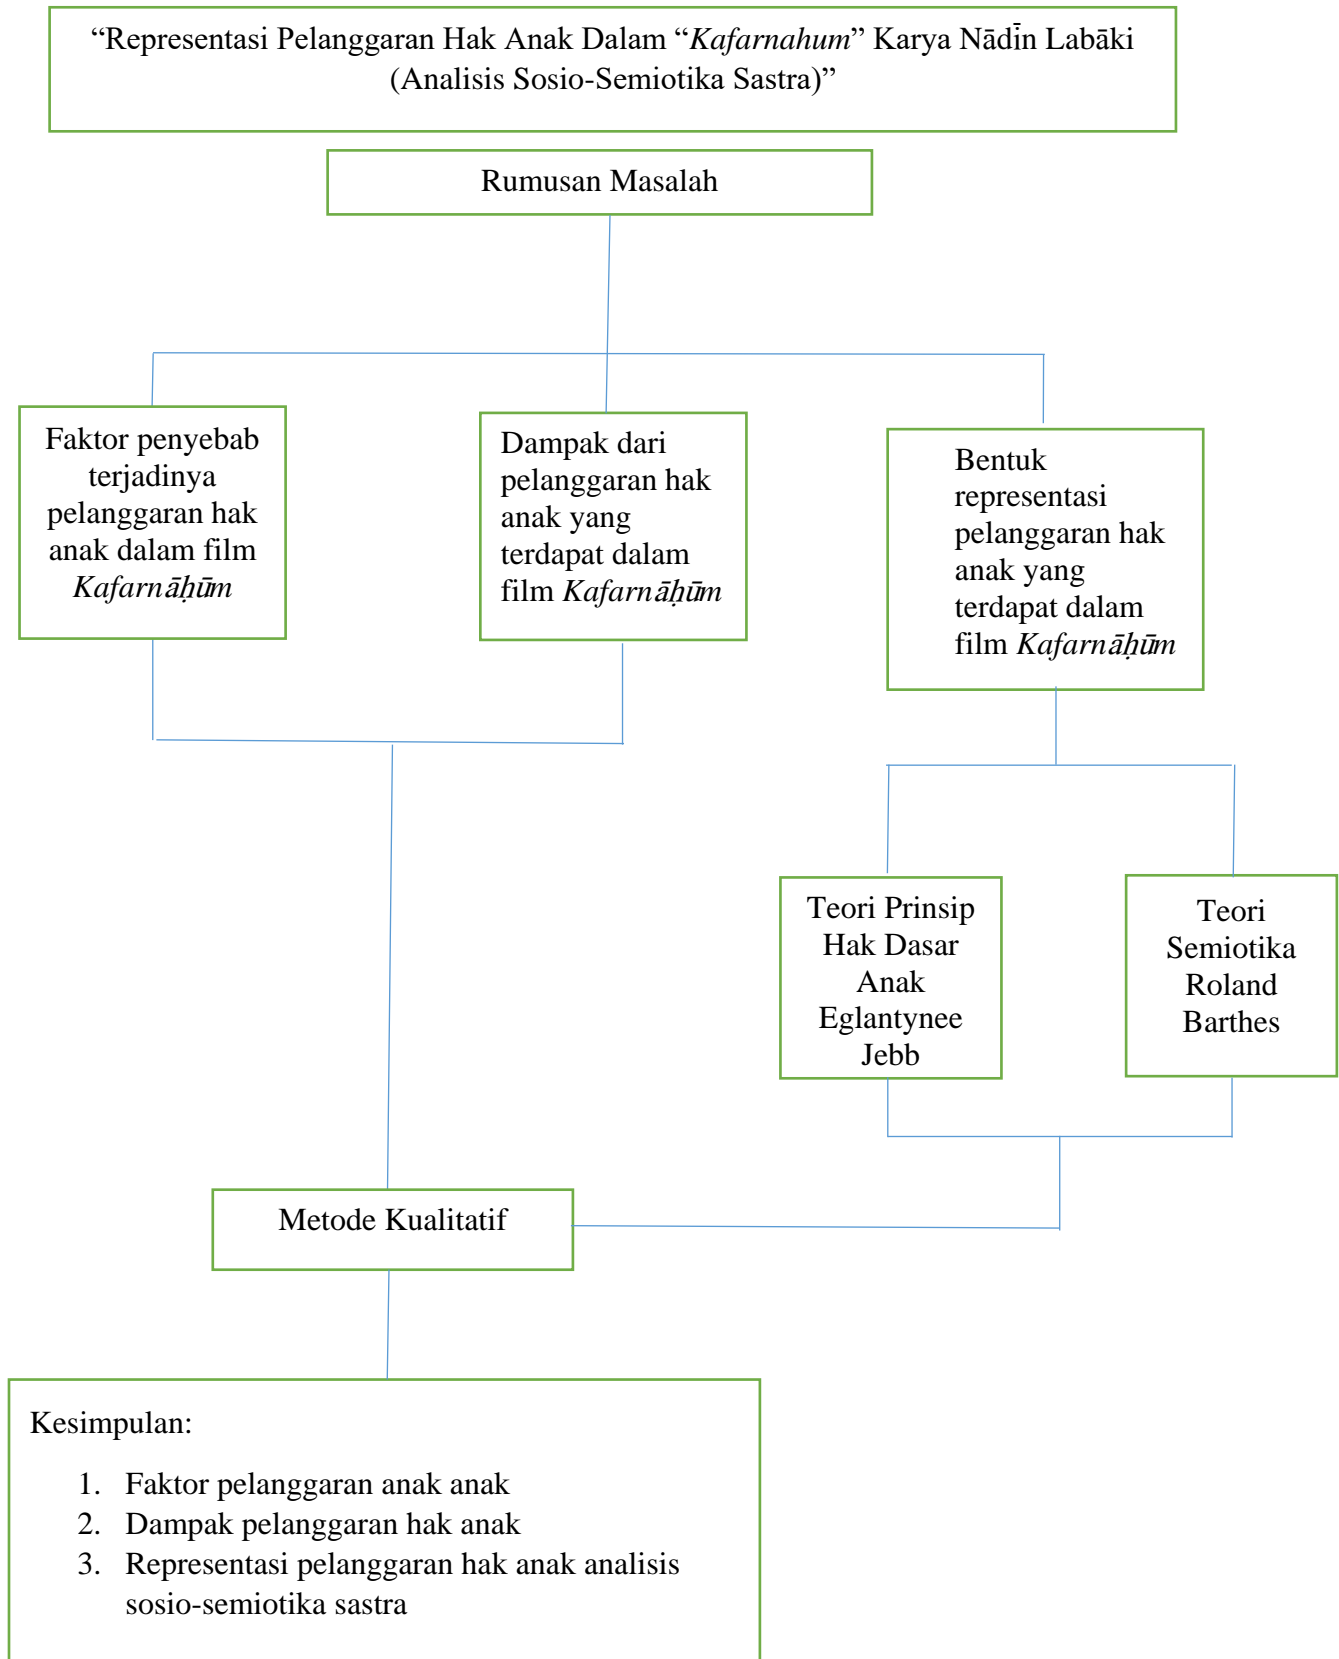 “Representasi Pelanggaran Hak Anak Dalam “Kafarnahum” Karya Nādīn Labāki
(Analisis Sosio-Semiotika Sastra)”
Rumusan Masalah
Faktor penyebab
terjadinya
pelanggaran hak
anak dalam film
Kafarnāḥūm
Dampak dari
pelanggaran hak
anak yang
terdapat dalam
film Kafarnāḥūm
Bentuk
representasi
pelanggaran hak
anak yang
terdapat dalam
film Kafarnāḥūm
Teori Prinsip
Hak Dasar
Anak
Eglantynee
Jebb
Teori
Semiotika
Roland
Barthes
Metode Kualitatif
Kesimpulan:
1. Faktor pelanggaran anak anak
2. Dampak pelanggaran hak anak
3. Representasi pelanggaran hak anak analisis
sosio-semiotika sastra